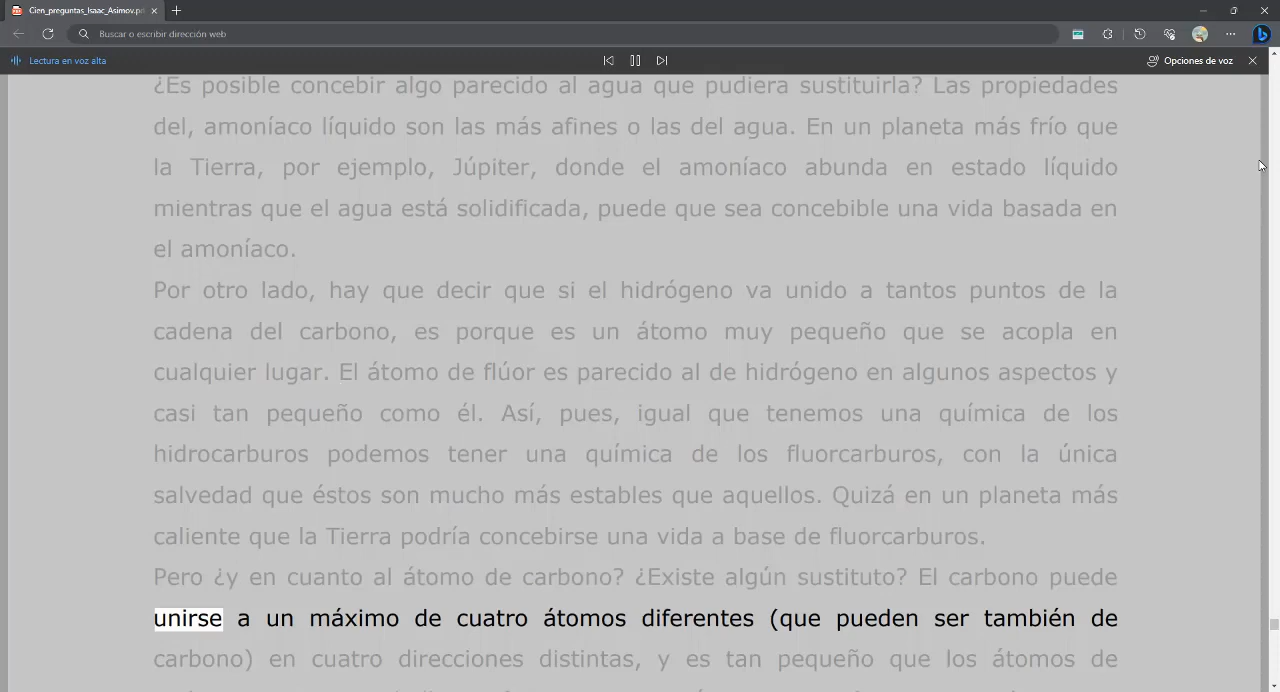 Cien_preguntas_Isaac_Asimov.pd
Buscar o escribir dirección web
Lectura en voz alta
Opciones de voz
¿Es posible concebir algo parecido al agua que pudiera sustituirla? Las propiedades
del, amoníaco líquido son las más afines o las del agua. En un planeta más frío que
la Tierra, por ejemplo, Júpiter, donde el amoníaco abunda en estado líquido
mientras que el agua está solidificada, puede que sea concebible una vida basada en
el amoníaco.
Por otro lado, hay que decir que si el hidrógeno va unido a tantos puntos de la
cadena del carbono, es porque es un átomo muy pequeño que se acopla en
cualquier lugar. El átomo de flúor es parecido al de hidrógeno en algunos aspectos y
casi tan pequeño como él. Así, pues, igual que tenemos una química de los
hidrocarburos podemos tener una química de los fluorcarburos, con la única
salvedad que éstos son mucho más estables que aquellos. Quizá en un planeta más
caliente que la Tierra podría concebirse una vida a base de fluorcarburos.
Pero ¿y en cuanto al átomo de carbono? ¿Existe algún sustituto? El carbono puede
unirse a un máximo de cuatro átomos diferentes (que pueden ser también de
carbono) en cuatro direcciones distintas, y es tan pequeño que los átomos de